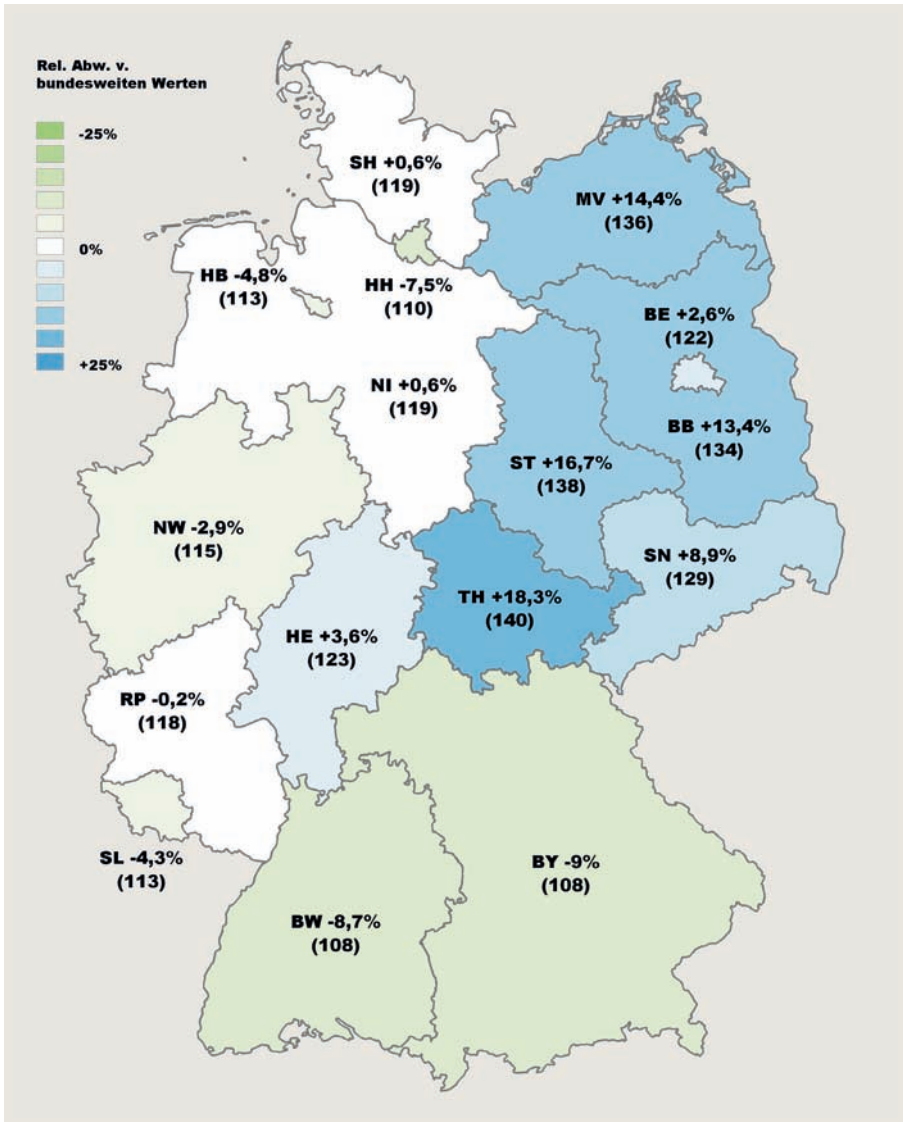 Rel. Abw. v.
bundesweiten Werten
-25%
0%
+25%
SH +0,6%
(119)
MV +14,4%
(136)
HB -4,8%
(113)
HH -7,5%
(110)
BE +2,6%
(122)
NI +0,6%
(119)
BB +13,4%
(134)
ST +16,7%
(138)
NW -2,9%
(115)
SN +8,9%
(129)
TH +18,3%
(140)
HE +3,6%
(123)
RP -0,2%
(118)
SL -4,3%
(113)
BY -9%
(108)
BW -8,7%
(108)